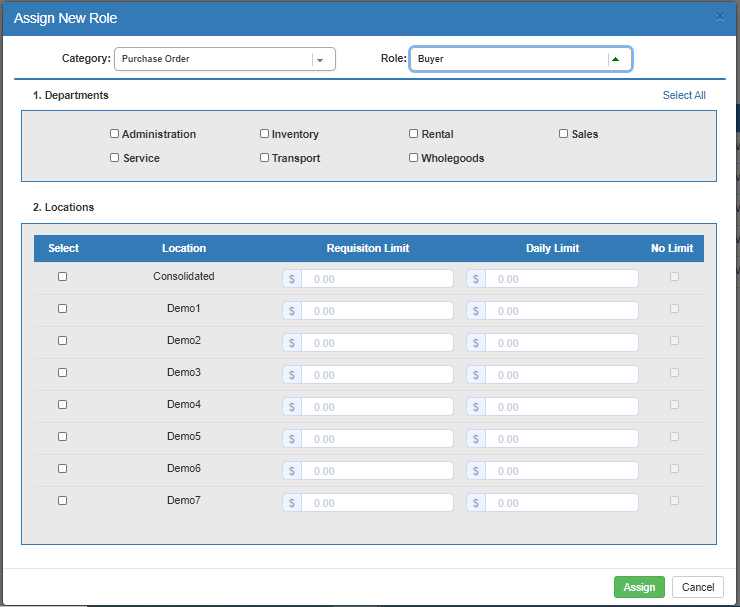 Assign New Role ×
Category: Purchase Order Role: Buyer
1. Departments Select All
Administration Inventory Rental Sales
Service Transport Wholegoods
2. Locations
Select Location Requisiton Limit Daily Limit No Limit
Consolidated $ 0.00 $ 0.00
Demo1 $ 0.00 $ 0.00
Demo2 $ 0.00 $ 0.00
Demo3 $ 0.00 $ 0.00
Demo4 $ 0.00 $ 0.00
Demo5 $ 0.00 $ 0.00
Demo6 $ 0.00 $ 0.00
Demo7 $ 0.00 $ 0.00
Assign Cancel